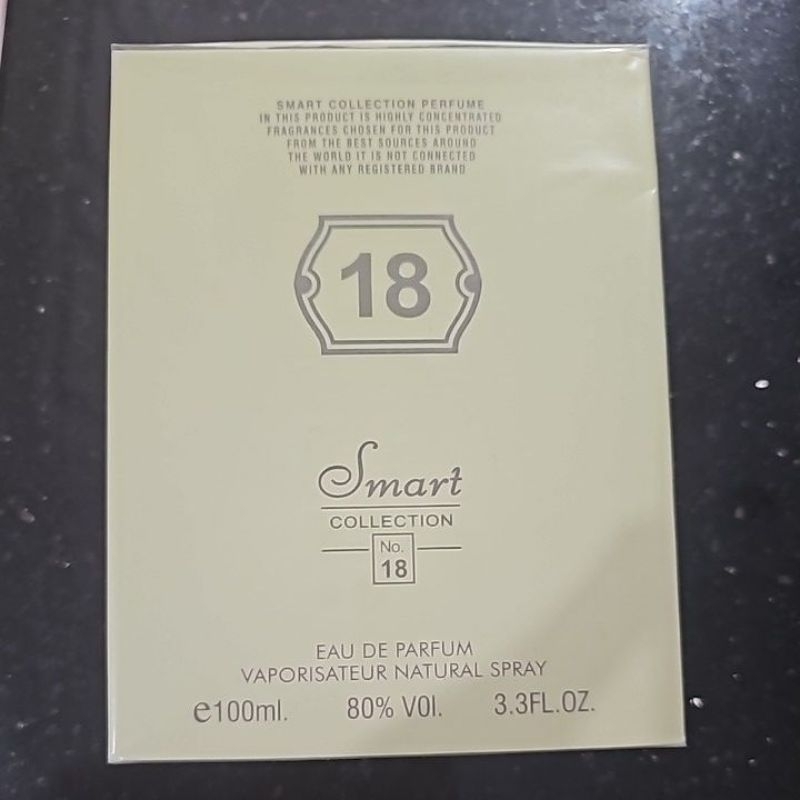 SMART COLLECTION PERFUME
IN THIS PRODUCT IS HIGHLY CONCENTRATED
FRAGRANCES CHOSEN FOR THIS PRODUCT
FROM THE BEST SOURCES AROUND
THE WORLD IT IS NOT CONNECTED
WITH ANY REGISTERED BRAND
18
Smart
COLLECTION
No.
18
EAU DE PARFUM
VAPORISATEUR NATURAL SPRAY
e100ml. 80% VOl. 3.3FL.OZ.